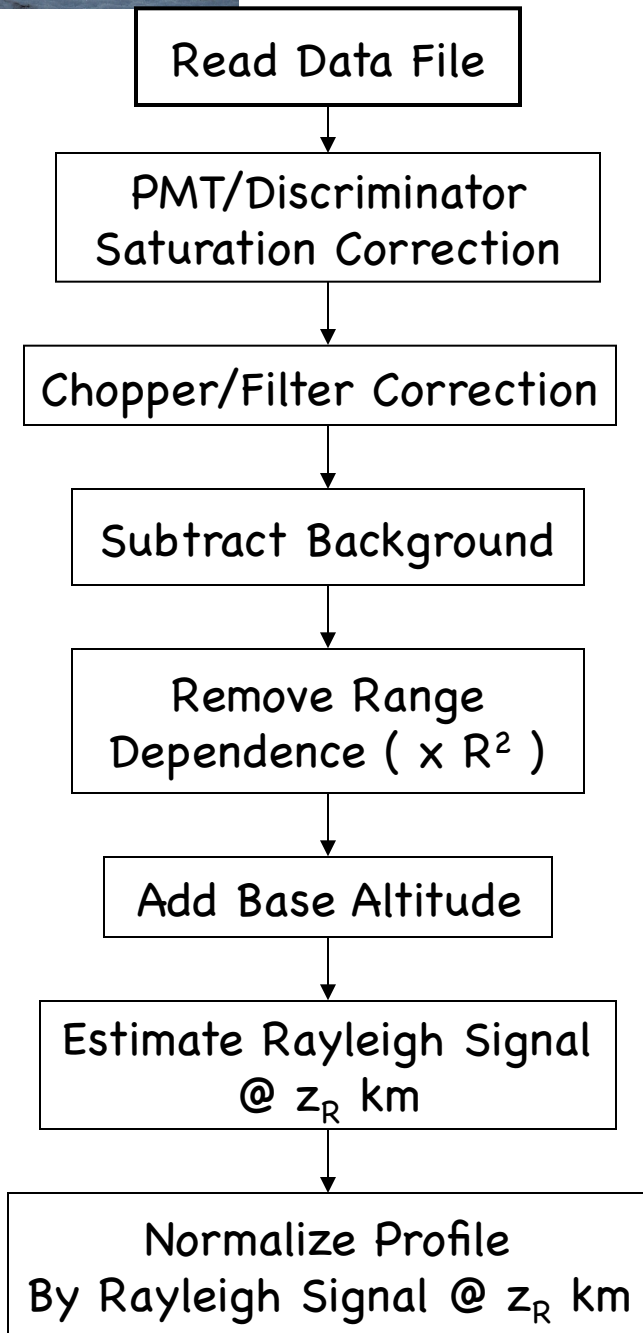 Read Data File
PMT/Discriminator
Saturation Correction
Chopper/Filter Correction
Subtract Background
Remove Range
Dependence ( x R² )
Add Base Altitude
Estimate Rayleigh Signal
@ z_R km
Normalize Profile
By Rayleigh Signal @ z_R km